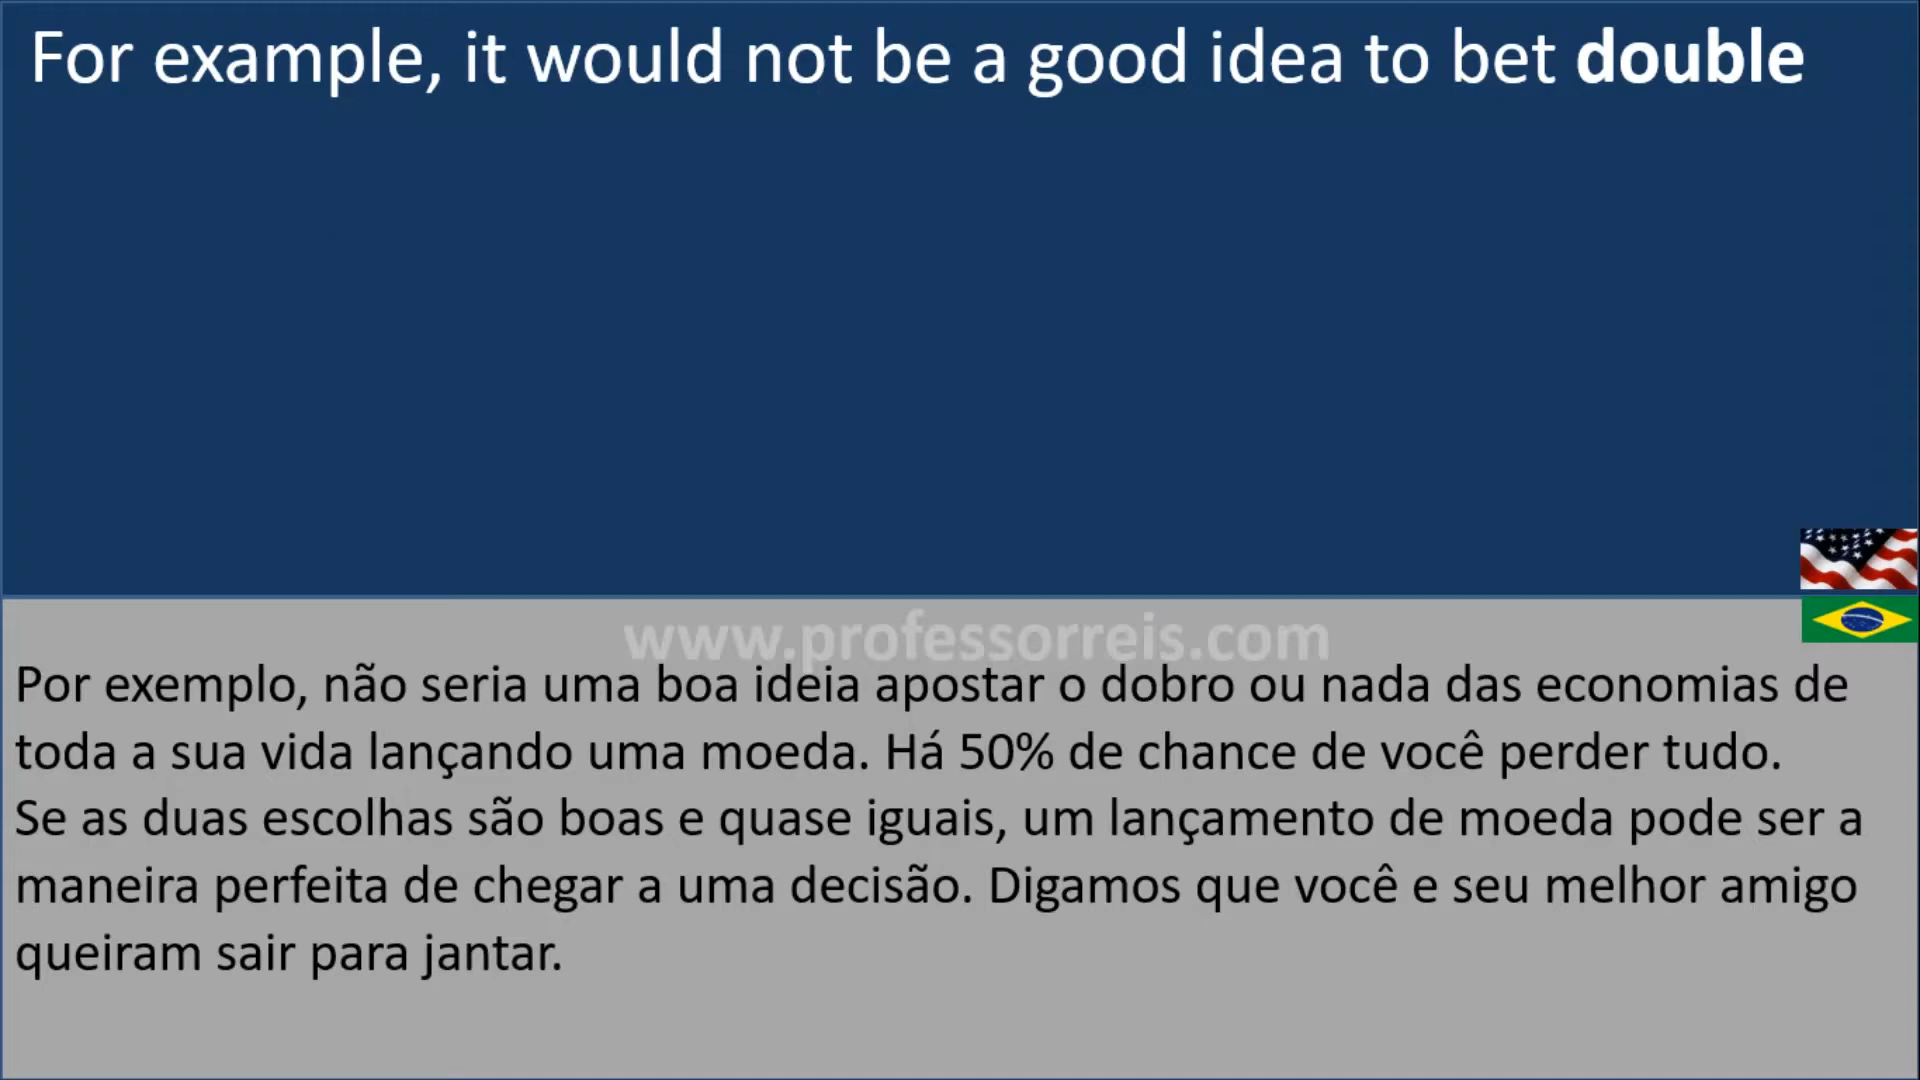 For example, it would not be a good idea to bet double
www.professorreis.com
Por exemplo, não seria uma boa ideia apostar o dobro ou nada das economias de
toda a sua vida lançando uma moeda. Há 50% de chance de você perder tudo.
Se as duas escolhas são boas e quase iguais, um lançamento de moeda pode ser a
maneira perfeita de chegar a uma decisão. Digamos que você e seu melhor amigo
queiram sair para jantar.